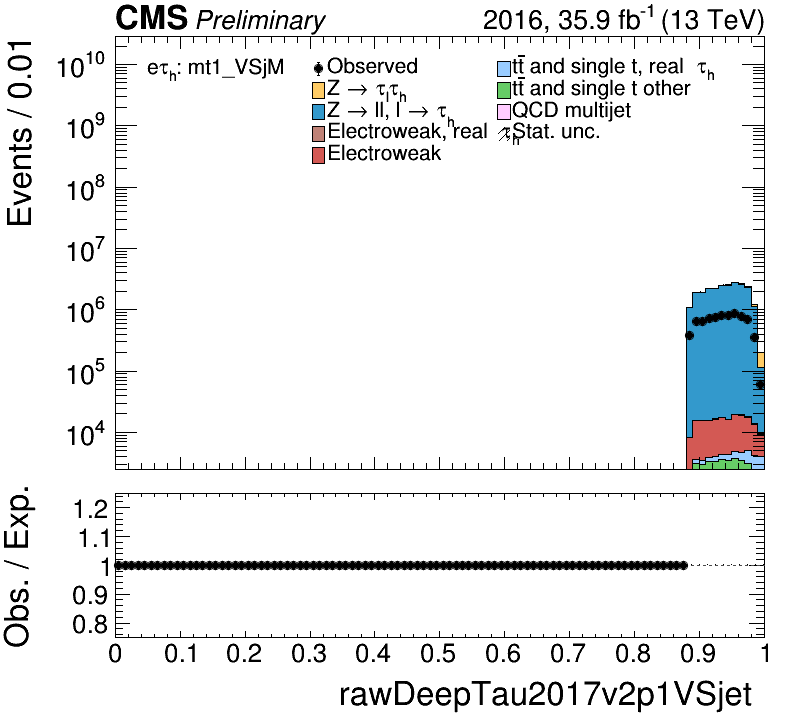 CMS Preliminary 2016, 35.9 fb⁻¹ (13 TeV)
Events / 0.01
10¹⁰
10⁹
10⁸
10⁷
10⁶
10⁵
10⁴
eτₕ: mt1_VSjM
Observed
Z → τₗτₕ
Z → ll, l → τₕ
Electroweak, real τₕ
Electroweak
tt̄ and single t, real τₕ
tt̄ and single t other
QCD multijet
Stat. unc.
Obs. / Exp.
1.2
1.1
1
0.9
0.8
0 0.1 0.2 0.3 0.4 0.5 0.6 0.7 0.8 0.9 1
rawDeepTau2017v2p1VSjet